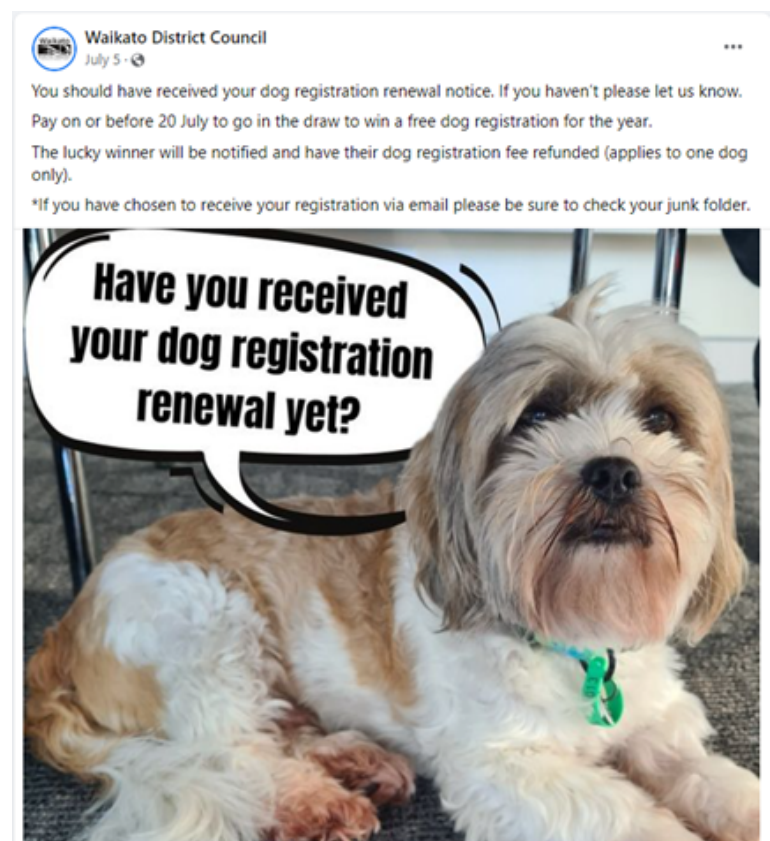 Waikato District Council
July 5 ·
You should have received your dog registration renewal notice. If you haven't please let us know.
Pay on or before 20 July to go in the draw to win a free dog registration for the year.
The lucky winner will be notified and have their dog registration fee refunded (applies to one dog
only).
*If you have chosen to receive your registration via email please be sure to check your junk folder.
Have you received
your dog registration
renewal yet?